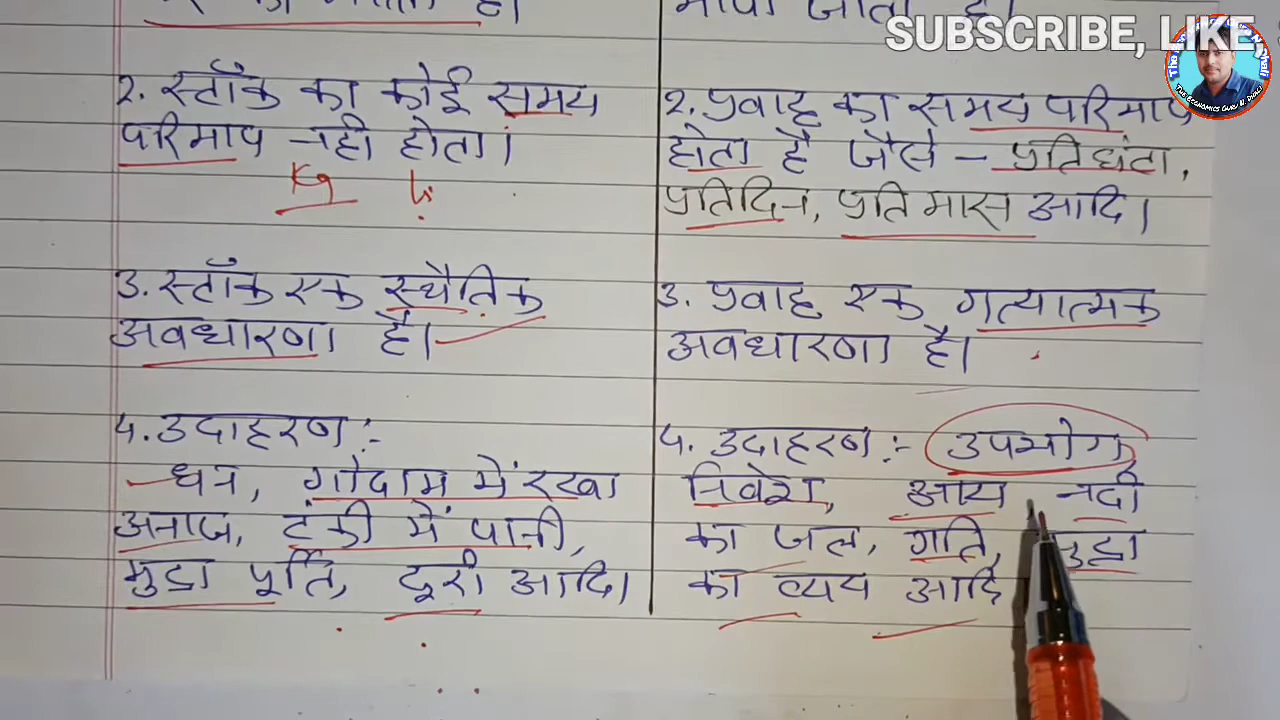 SUBSCRIBE, LIKE,
मापा जाता है।
2. स्टॉक का कोई समय
परिमाप नही होता।
Kg ₹
3. स्टॉक एक स्थैतिक
अवधारणा है।
4. उदाहरण :-
धन, गोदाम में रखा
अनाज, टंकी में पानी,
मुद्रा पूर्ति, दूरी आदि।
2. प्रवाह का समय परिमाप
होता है जैसे - प्रतिघंटा,
प्रतिदिन, प्रतिमास आदि।
3. प्रवाह एक गत्यात्मक
अवधारणा है।
4. उदाहरण :- उपभोग
निवेश, आय नदी
का जल, गति, मुद्रा
का व्यय आदि